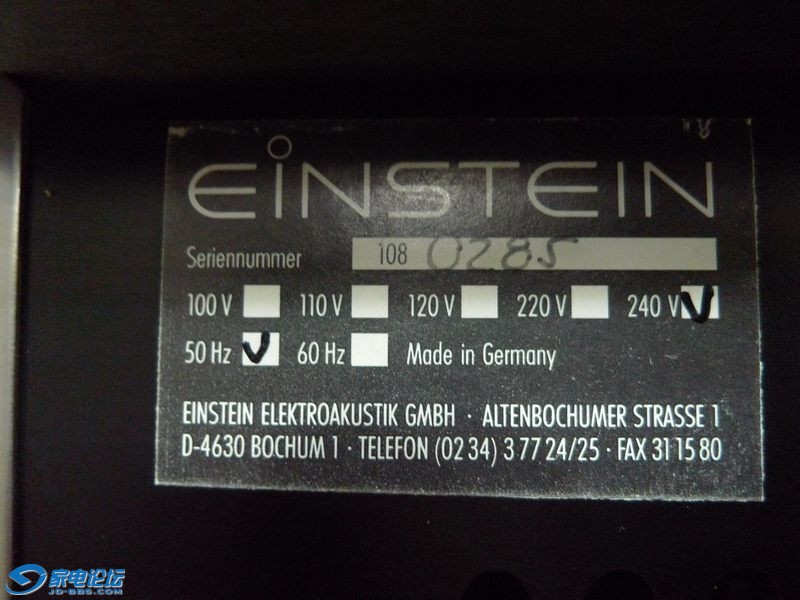 EiNSTEIN
Seriennummer 108 0285
100 V 110 V 120 V 220 V 240 V
50 Hz 60 Hz Made in Germany
EINSTEIN ELEKTROAKUSTIK GMBH · ALTENBOCHUMER STRASSE 1
D-4630 BOCHUM 1 · TELEFON (02 34) 3 77 24/25 · FAX 31 15 80
家电论坛
JD-BBS.COM